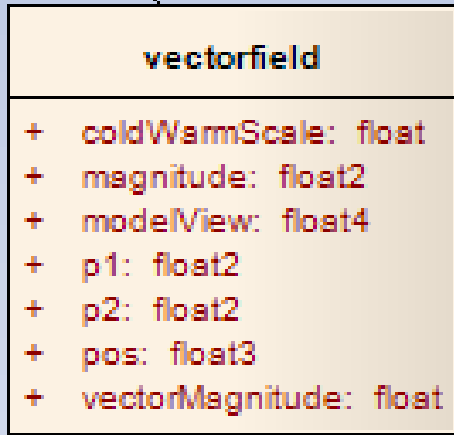 vectorfield
+ coldWarmScale: float
+ magnitude: float2
+ modelView: float4
+ p1: float2
+ p2: float2
+ pos: float3
+ vectorMagnitude: float